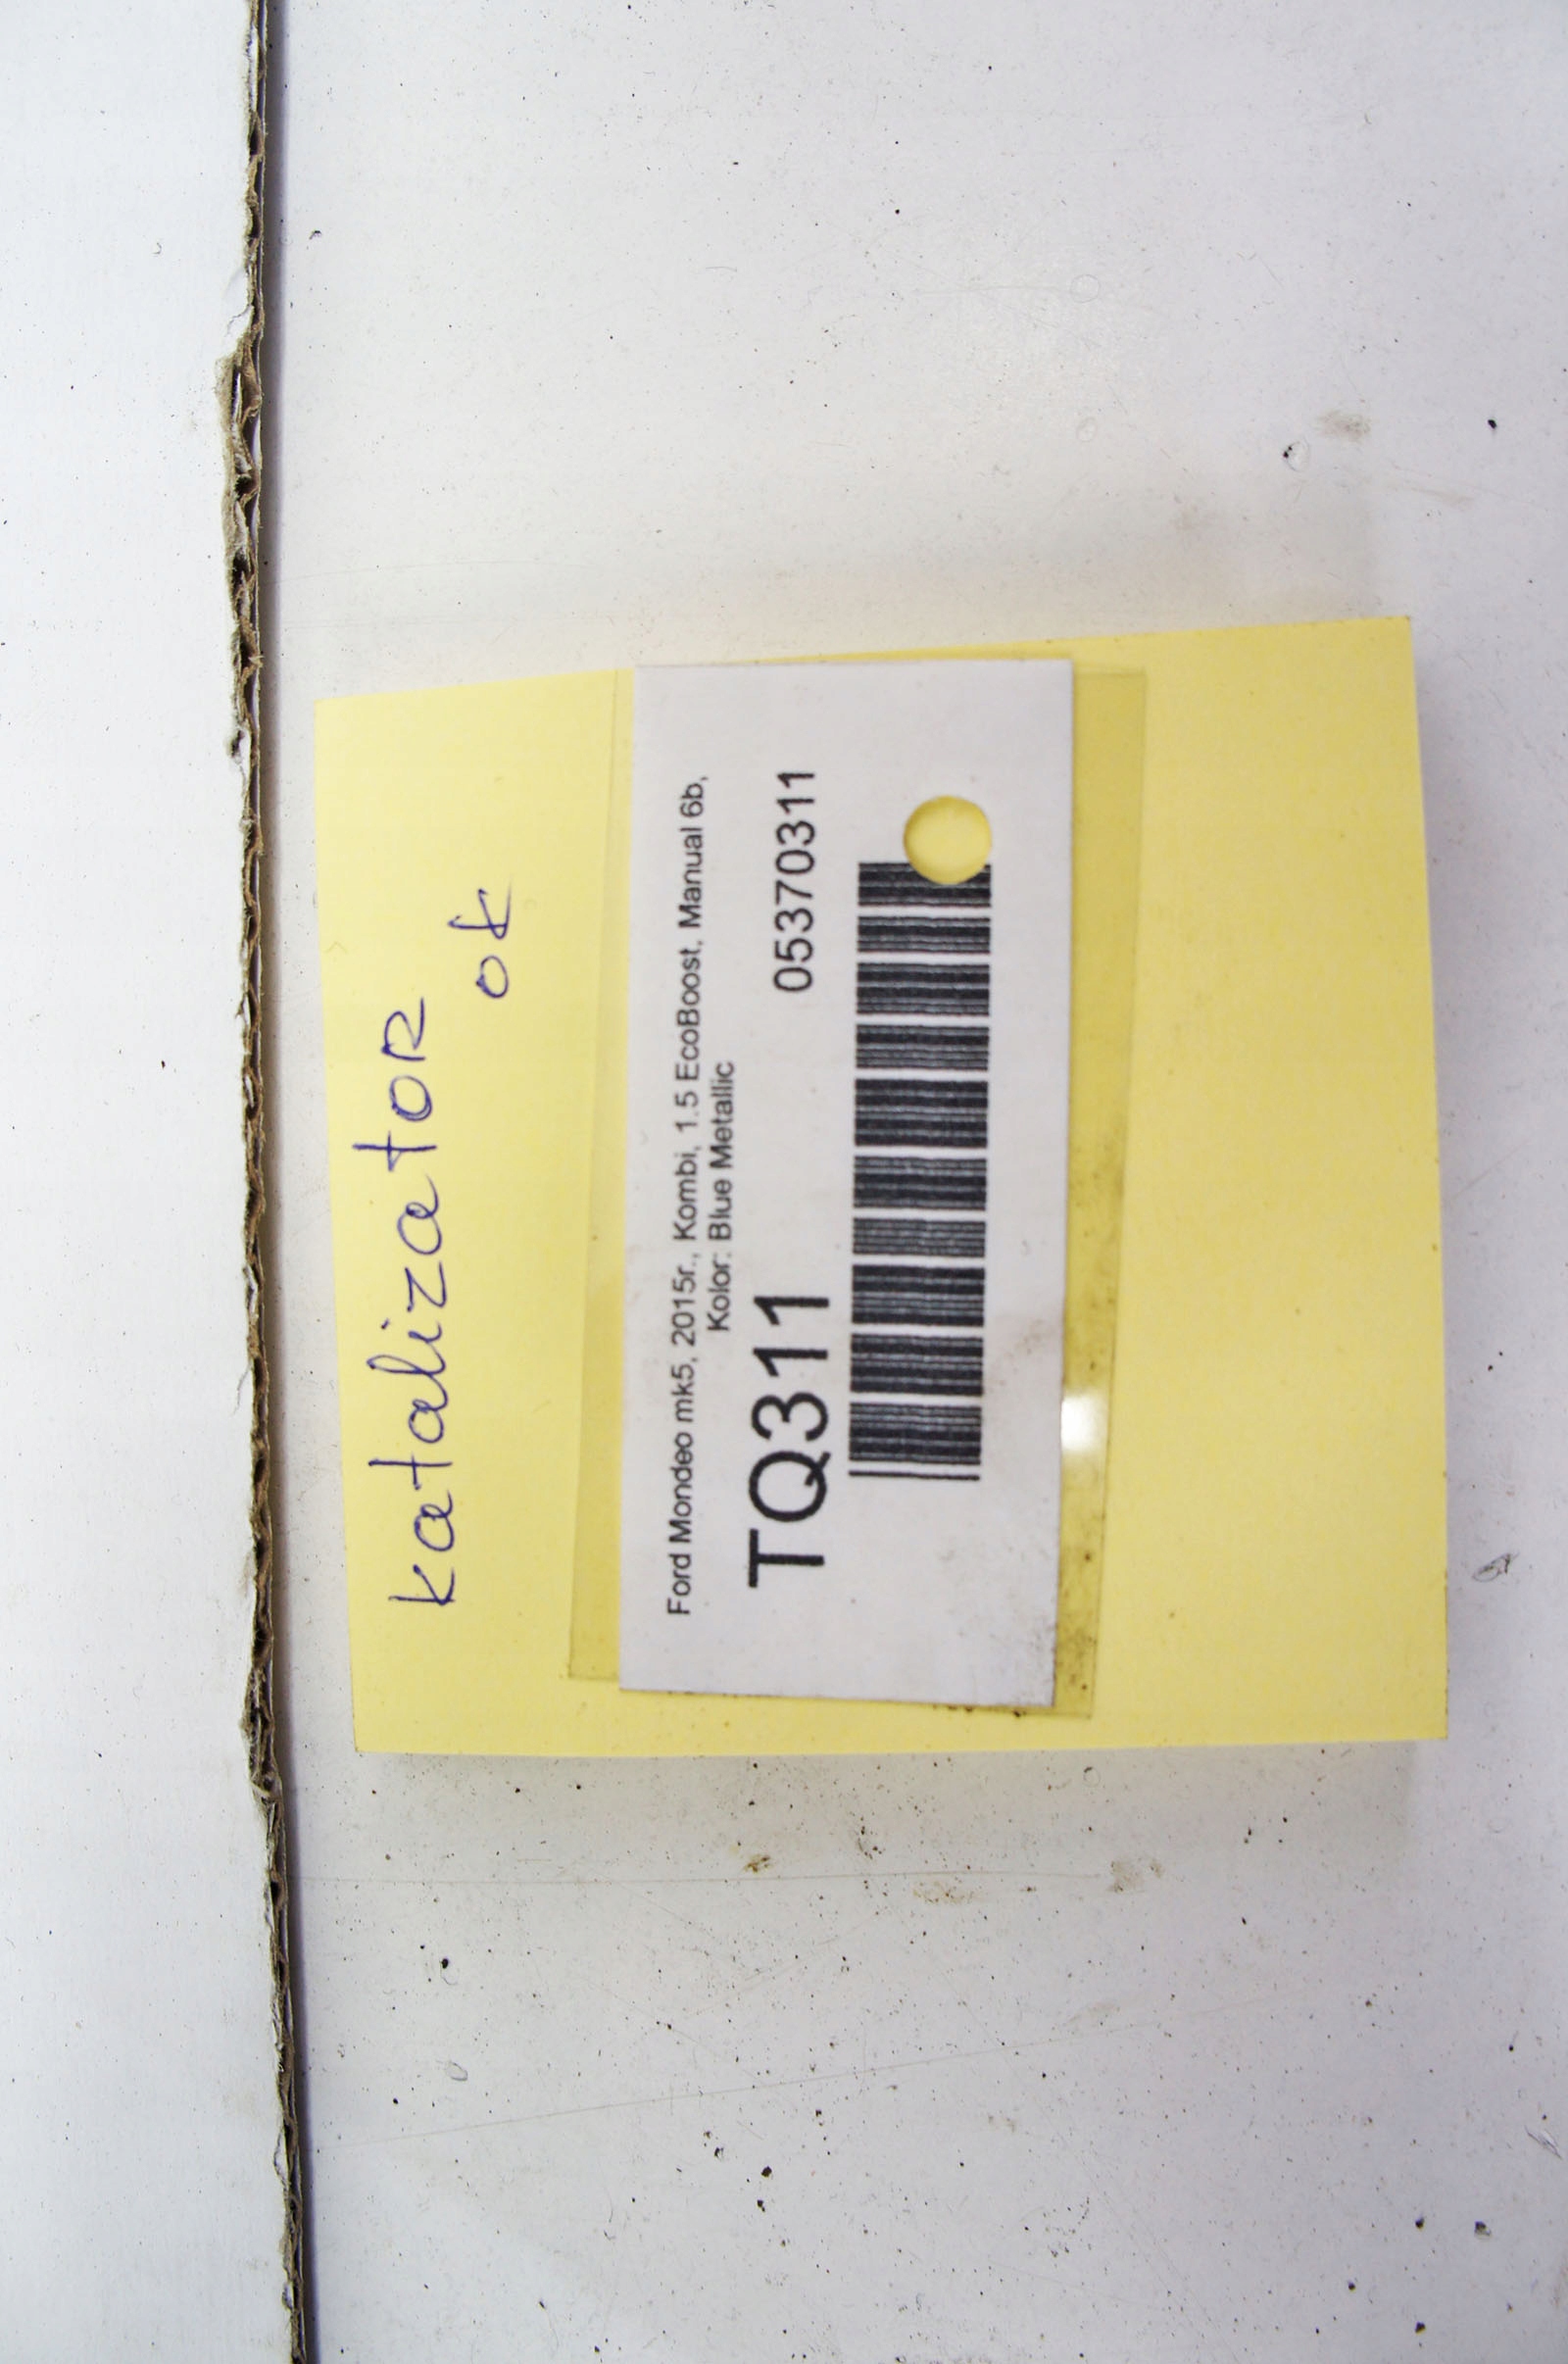 katalizatoR
ok
Ford Mondeo mk5, 2015r., Kombi, 1.5 EcoBoost, Manual 6b,
Kolor: Blue Metallic
TQ311 05370311